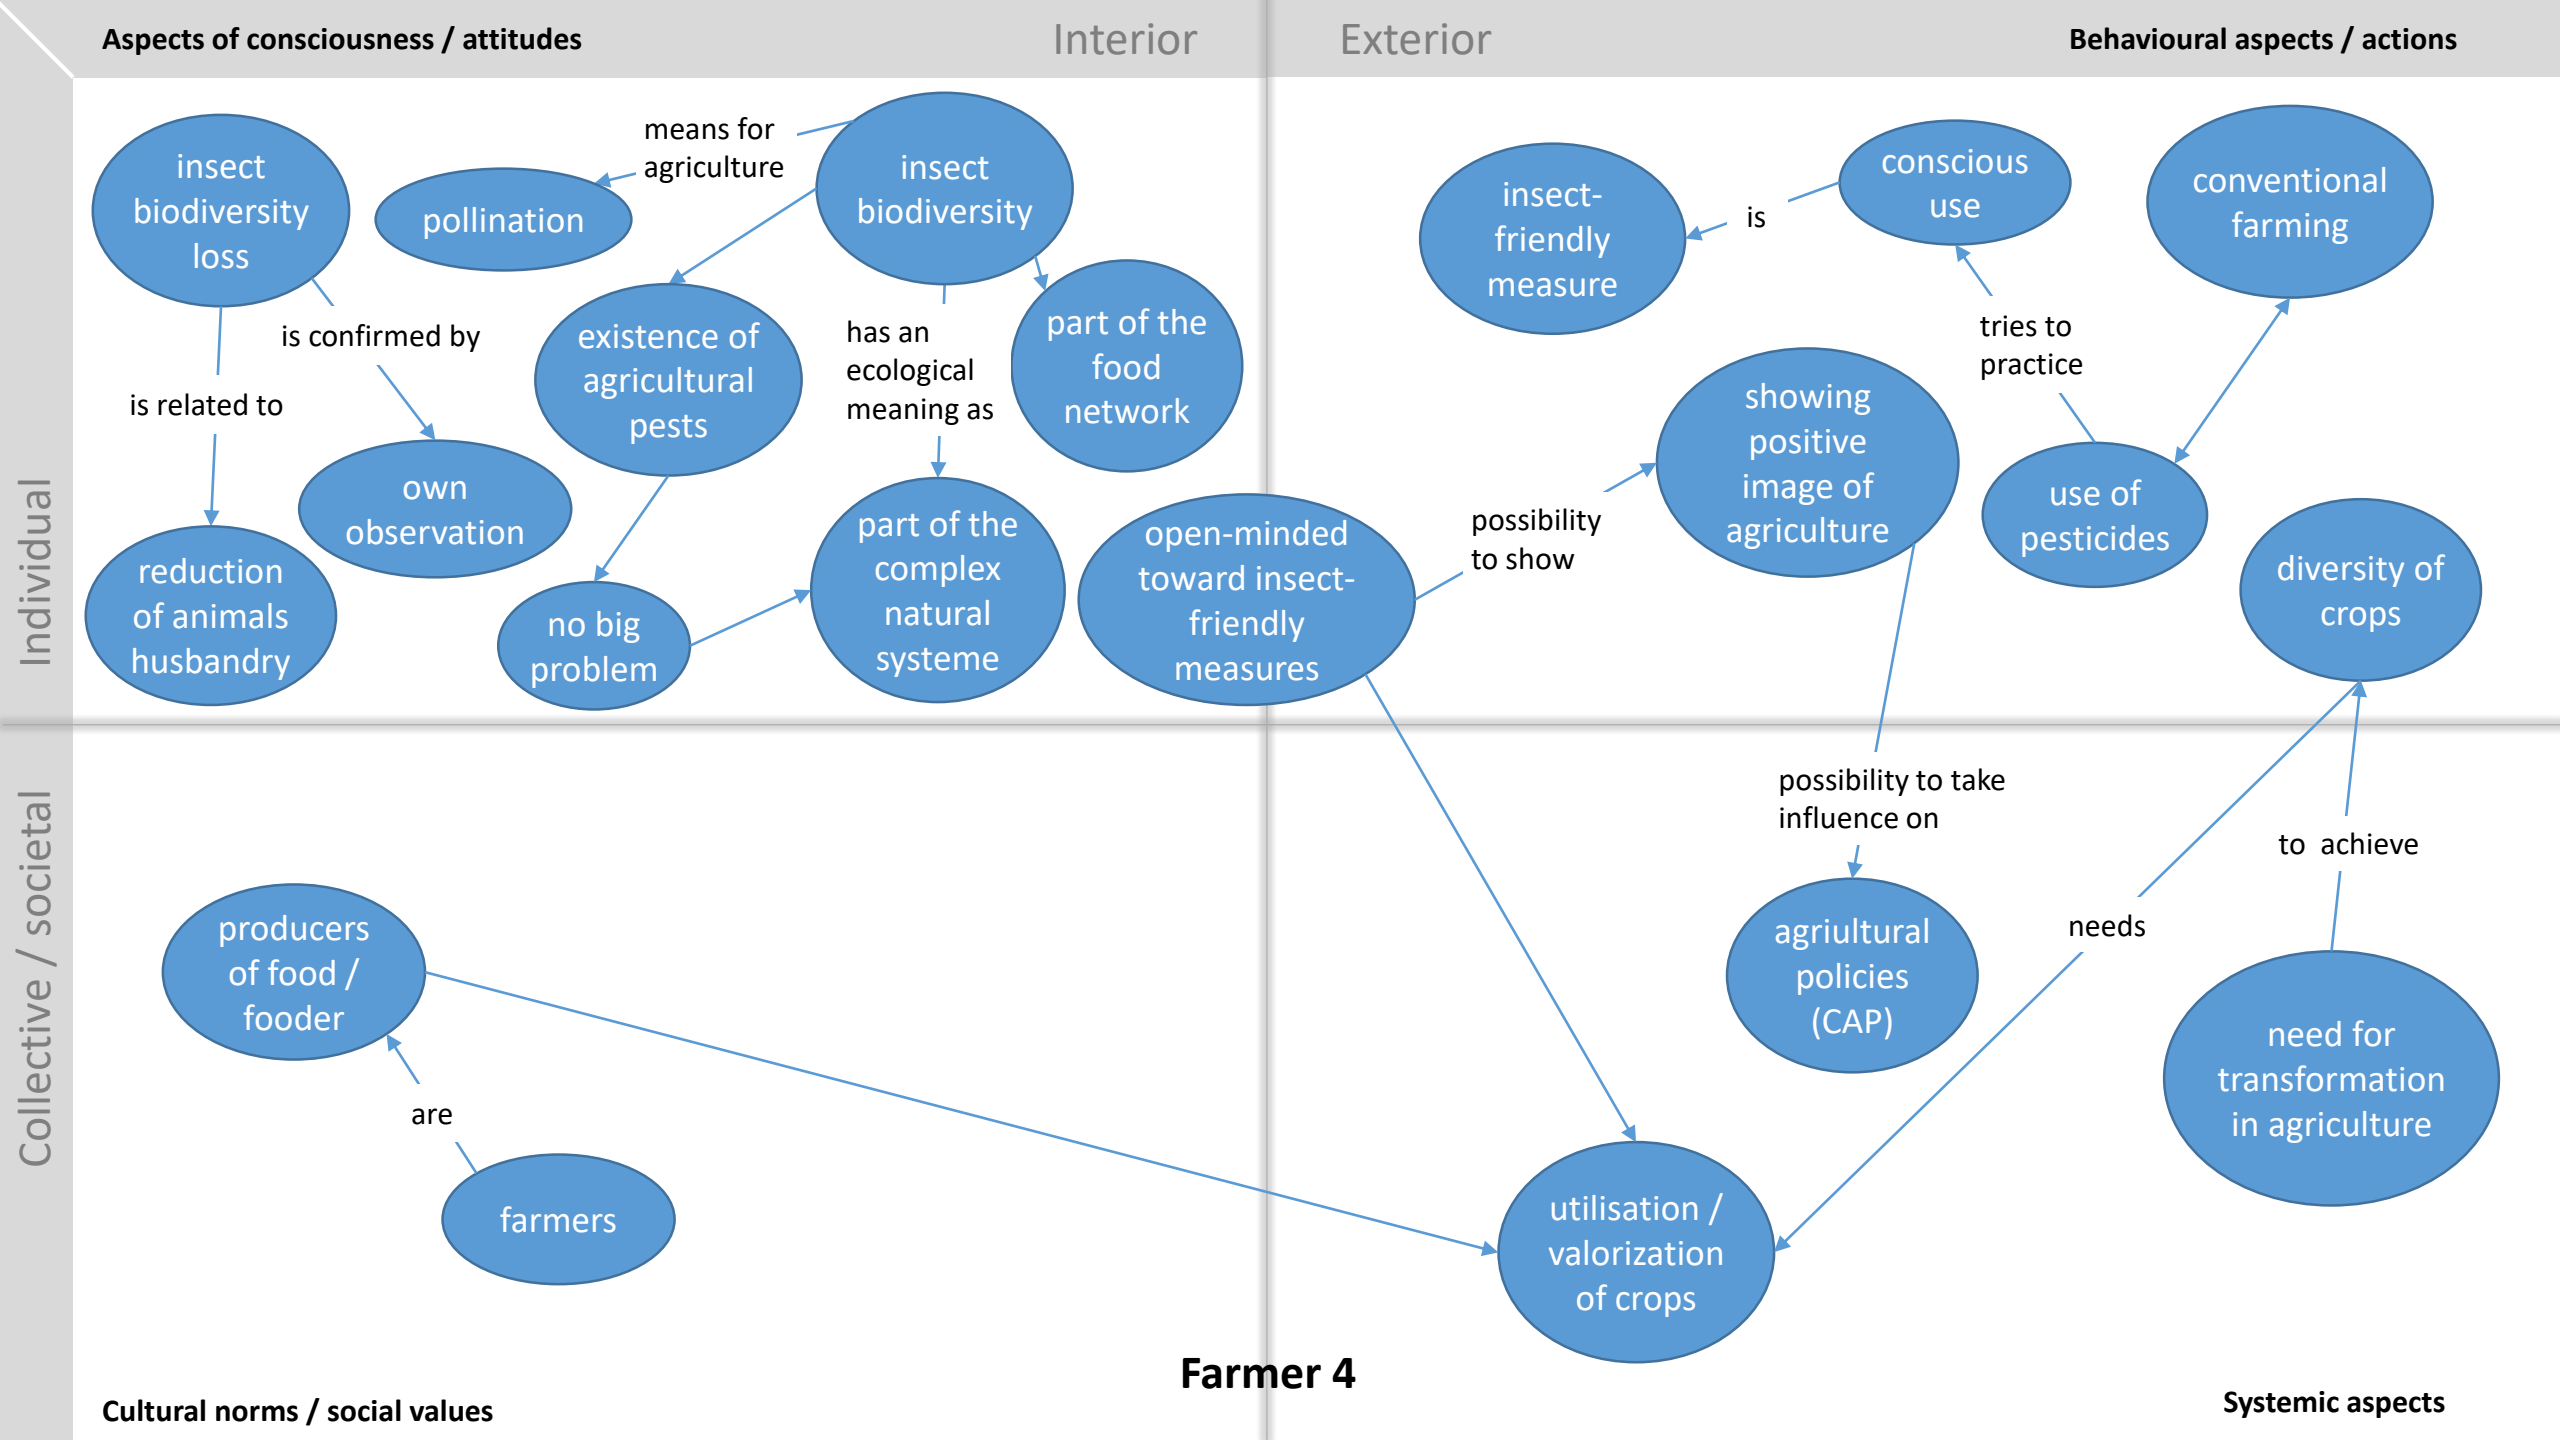 Aspects of consciousness / attitudes
Interior
Exterior
Behavioural aspects / actions
Individual
Collective / societal
insect
biodiversity
loss
is confirmed by
is related to
own
observation
reduction
of animals
husbandry
means for
agriculture
pollination
insect
biodiversity
existence of
agricultural
pests
has an
ecological
meaning as
part of the
food
network
no big
problem
part of the
complex
natural
systeme
open-minded
toward insect-
friendly
measures
possibility
to show
insect-
friendly
measure
is
conscious
use
conventional
farming
tries to
practice
showing
positive
image of
agriculture
use of
pesticides
diversity of
crops
possibility to take
influence on
to  achieve
needs
agriultural
policies
(CAP)
need for
transformation
in agriculture
producers
of food /
fooder
are
farmers
utilisation /
valorization
of crops
Farmer 4
Cultural norms / social values
Systemic aspects